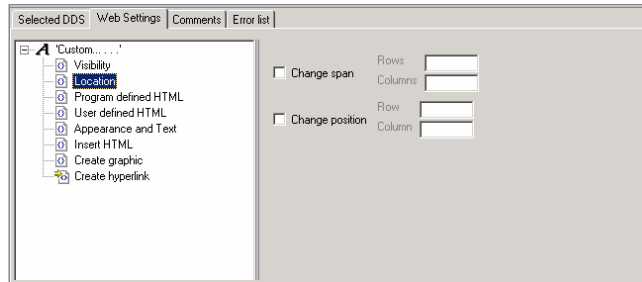 Selected DDS Web Settings Comments Error list
'Custom... . . .'
Visibility
Location
Program defined HTML
User defined HTML
Appearance and Text
Insert HTML
Create graphic
Create hyperlink
Change span
Rows
Columns
Change position
Row
Column